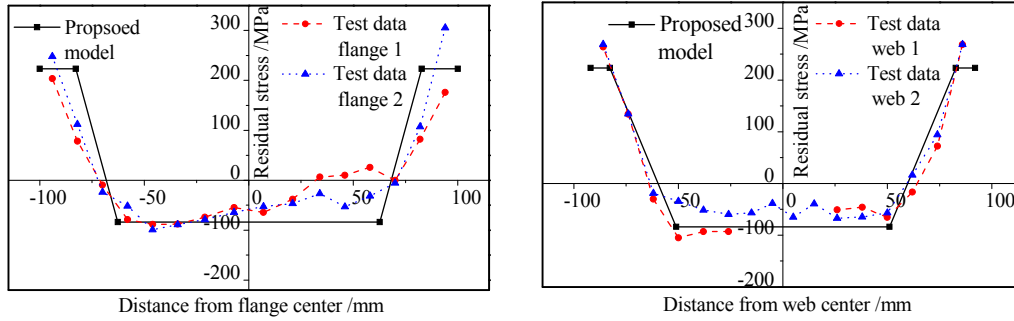 Propsoed
model
Test data
flange 1
Test data
flange 2
Residual stress /MPa
300
200
100
0
-100
-200
-100
-50
0
50
100
Distance from flange center /mm
Proposed
model
Test data
web 1
Test data
web 2
Residual stress /MPa
300
200
100
0
-100
-200
-100
-50
0
50
100
Distance from web center /mm